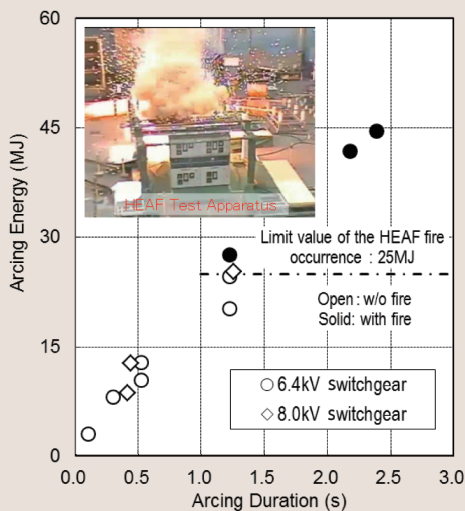 60
45
30
15
0
Arcing Energy (MJ)
HEAF Test Apparatus
Limit value of the HEAF fire
occurrence : 25MJ
Open : w/o fire
Solid: with fire
6.4kV switchgear
8.0kV switchgear
0.0 0.5 1.0 1.5 2.0 2.5 3.0
Arcing Duration (s)